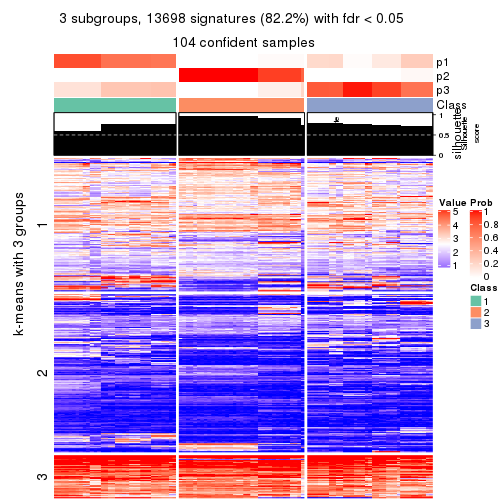 3 subgroups, 13698 signatures (82.2%) with fdr < 0.05
104 confident samples
p1
p2
p3
Class
1
0.5
0
silhouette
Silhouette
score
k-means with 3 groups
1
2
3
Value
5
4
3
2
1
Prob
1
0.8
0.6
0.4
0.2
0
Class
1
2
3